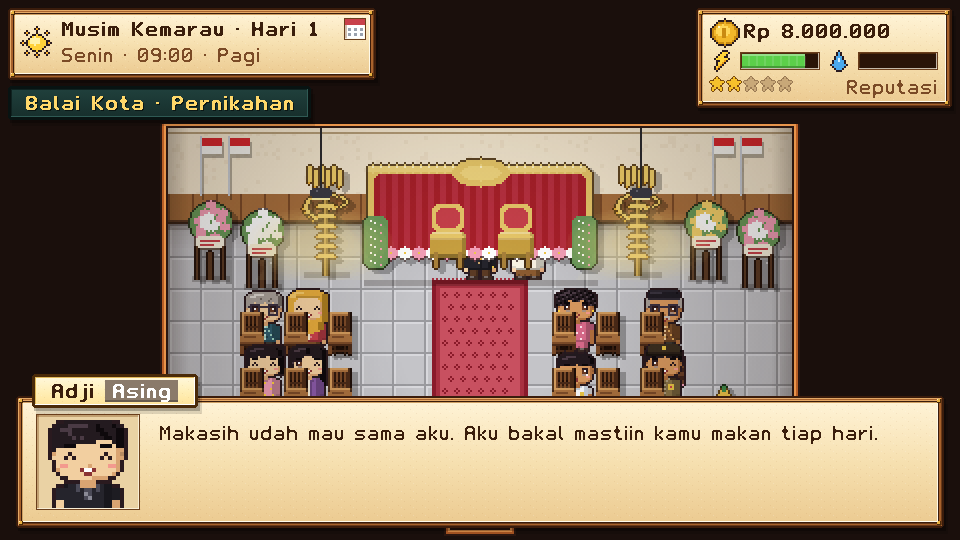 Musim Kemarau · Hari 1
Senin · 09:00 · Pagi
Rp 8.000.000
Reputasi
Balai Kota · Pernikahan
Adji Asing
Makasih udah mau sama aku. Aku bakal mastiin kamu makan tiap hari.